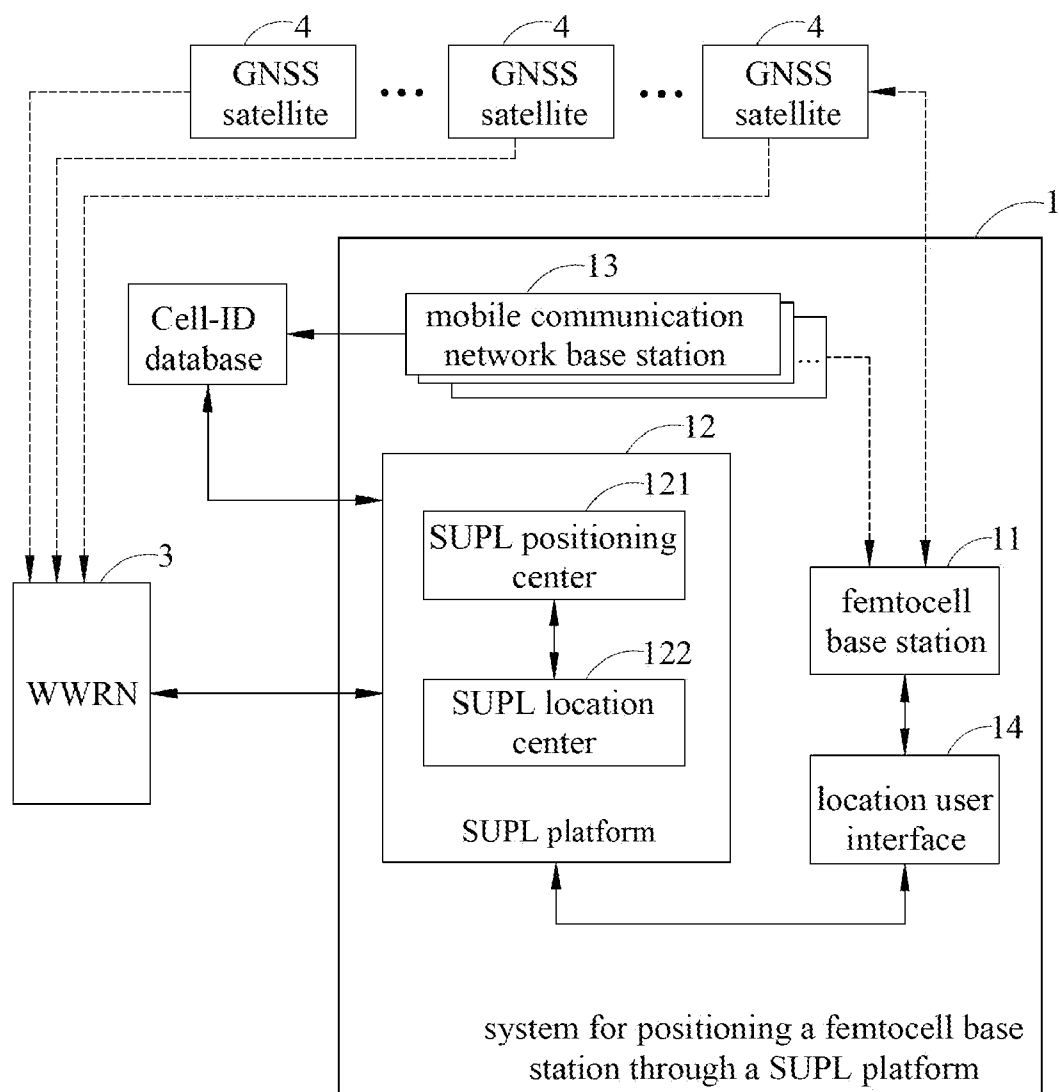 4
4
4
GNSS
satellite
...
GNSS
satellite
...
GNSS
satellite
1
13
Cell-ID
database
mobile communication
network base station
...
12
121
SUPL positioning
center
11
femtocell
base station
3
WWRN
122
SUPL location
center
14
location user
interface
SUPL platform
system for positioning a femtocell base
station through a SUPL platform